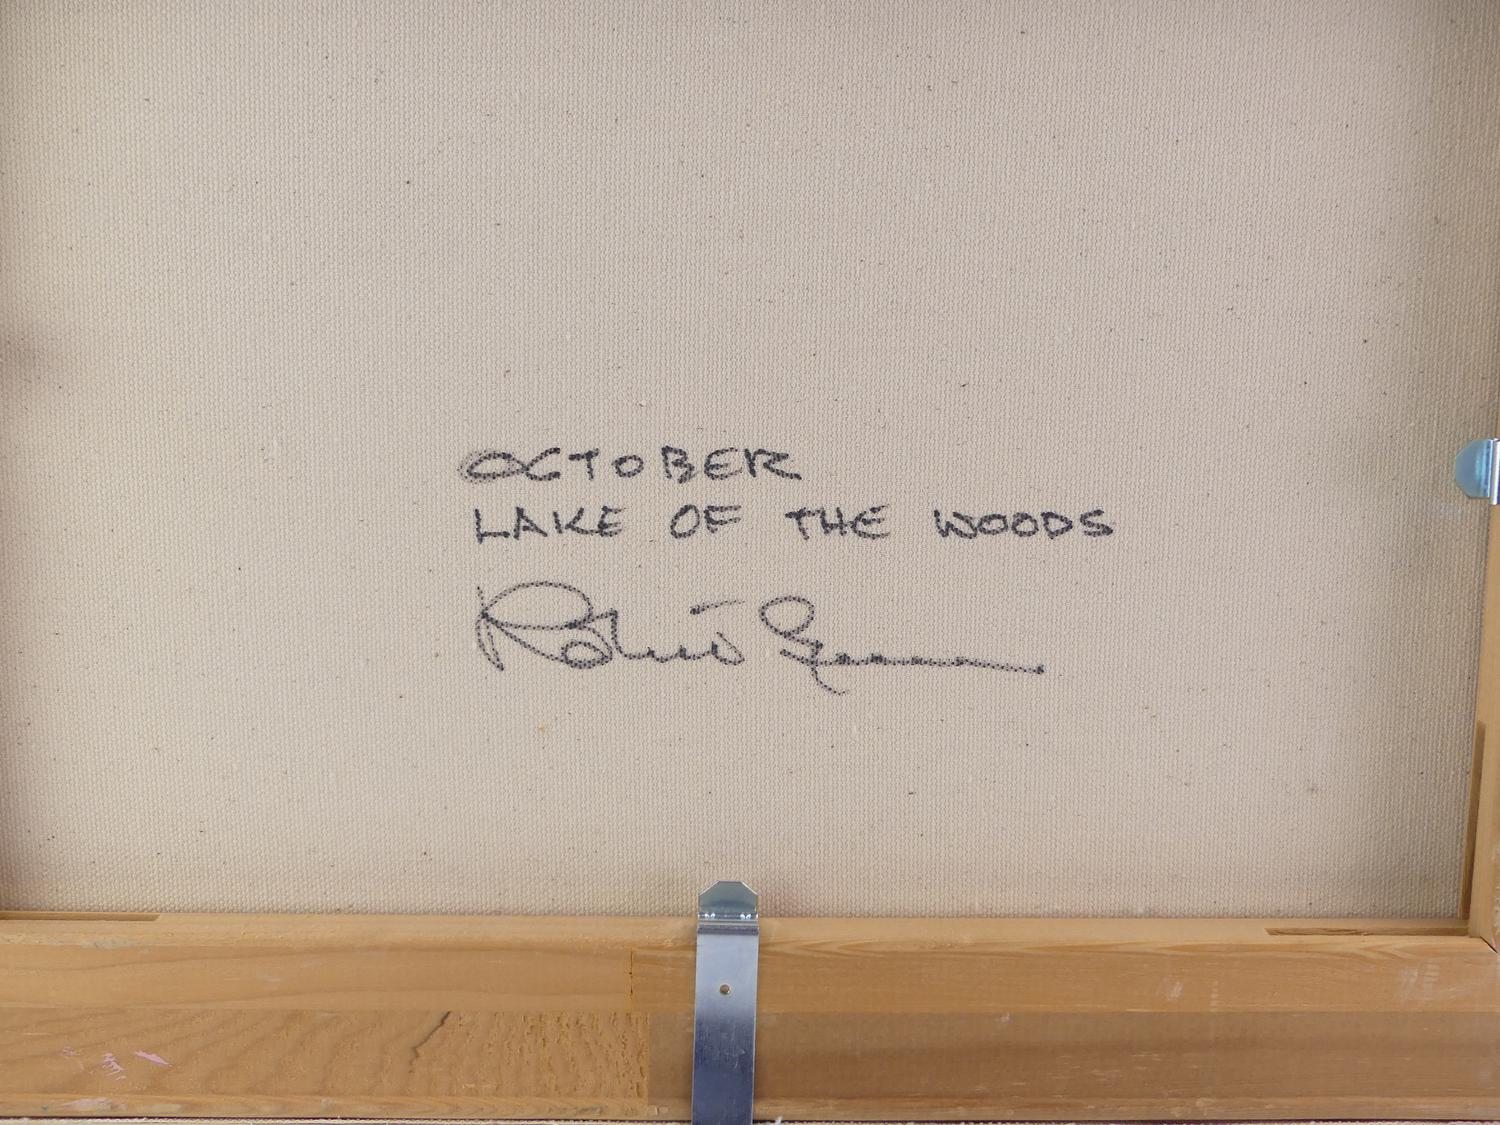 OCTOBER
LAKE OF THE WOODS